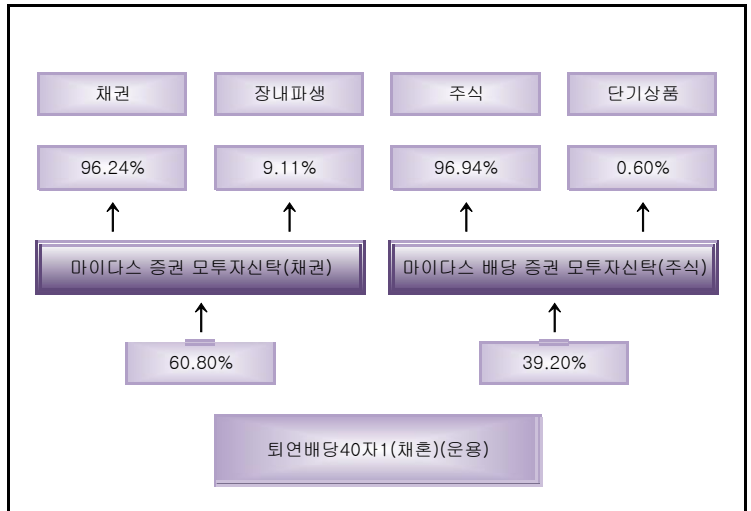 채권 장내파생 주식 단기상품
96.24% 9.11% 96.94% 0.60%
마이다스 증권 모투자신탁(채권) 마이다스 배당 증권 모투자신탁(주식)
60.80% 39.20%
퇴연배당40자1(채혼)(운용)